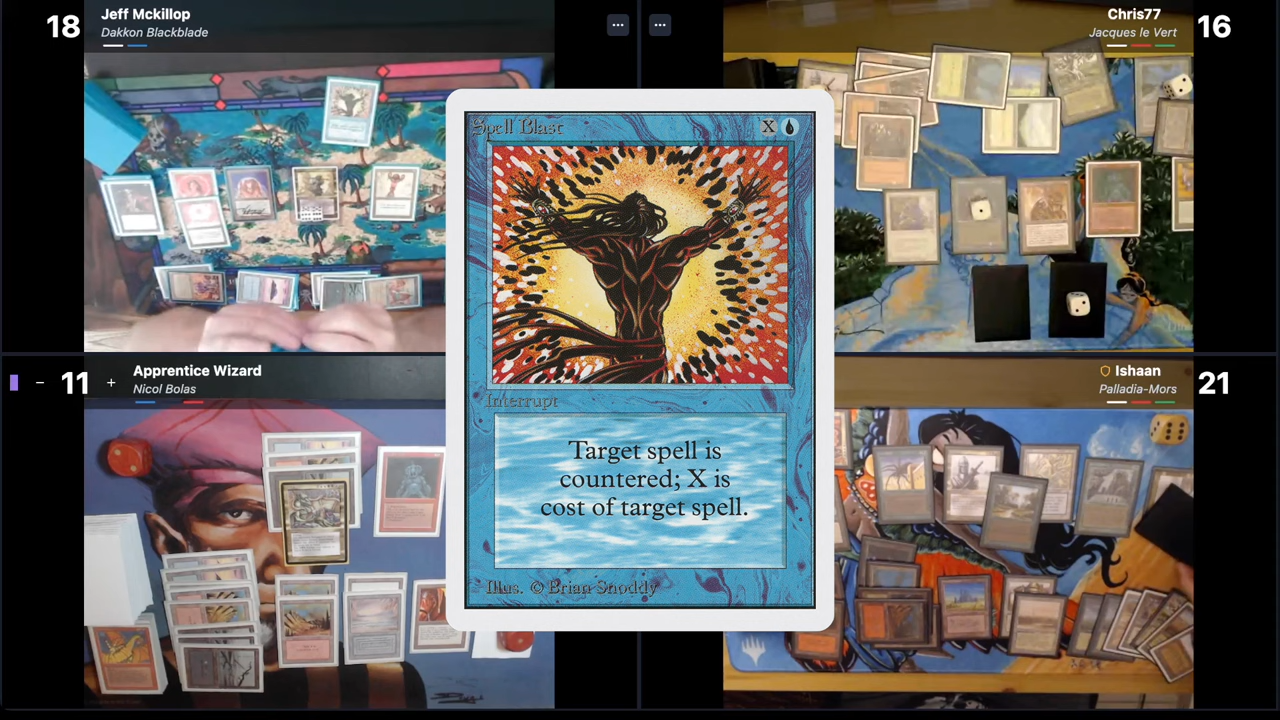 18
Jeff Mckillop
Dakkon Blackblade
Chris77
Jacques le Vert
16
Spell Blast
X
Interrupt
Target spell is
countered; X is
cost of target spell.
Illus. © Brian Snoddy
− 11 +
Apprentice Wizard
Nicol Bolas
Ishaan
Palladia-Mors
21